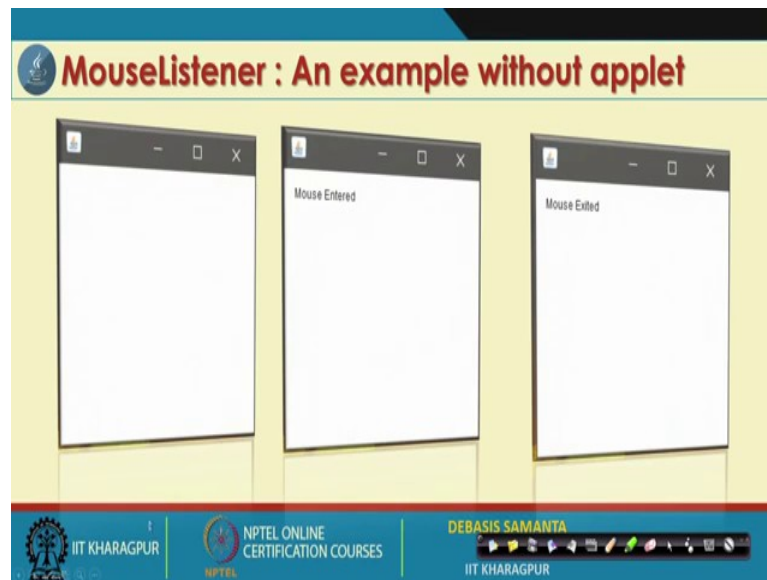 MouseListener : An example without applet
Mouse Entered
Mouse Exited
IIT KHARAGPUR
NPTEL
NPTEL ONLINE
CERTIFICATION COURSES
DEBASIS SAMANTA
IIT KHARAGPUR